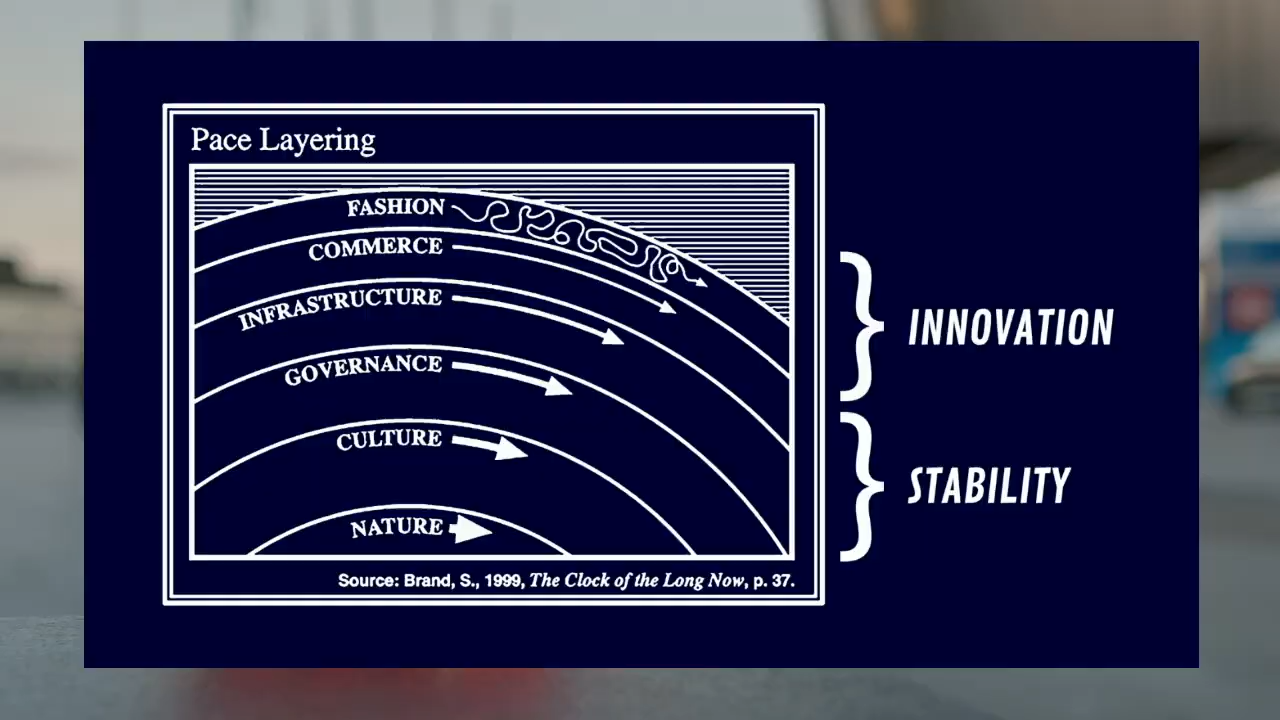 Pace Layering
FASHION
COMMERCE
INFRASTRUCTURE
GOVERNANCE
CULTURE
NATURE
Source: Brand, S., 1999, The Clock of the Long Now, p. 37.
INNOVATION
STABILITY